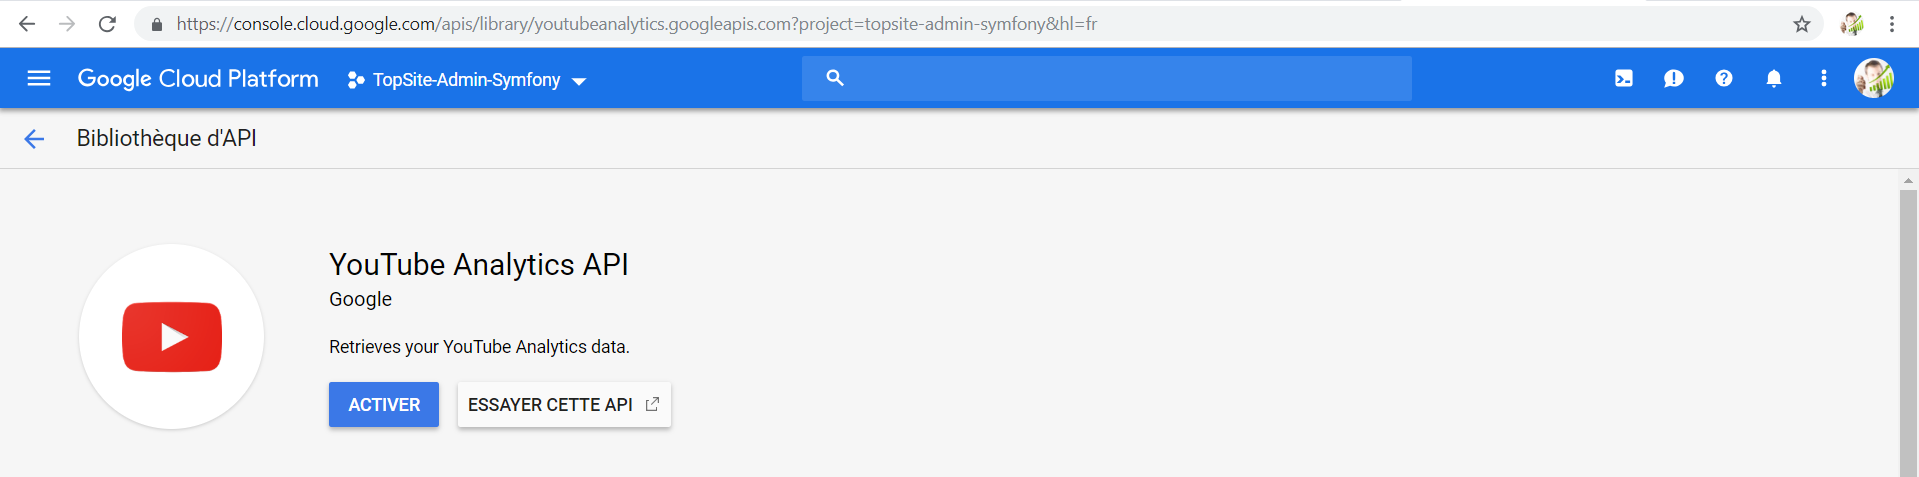 https://console.cloud.google.com/apis/library/youtubeanalytics.googleapis.com?project=topsite-admin-symfony&hl=fr
Google Cloud Platform TopSite-Admin-Symfony
Bibliothèque d'API
YouTube Analytics API
Google
Retrieves your YouTube Analytics data.
ACTIVER ESSAYER CETTE API